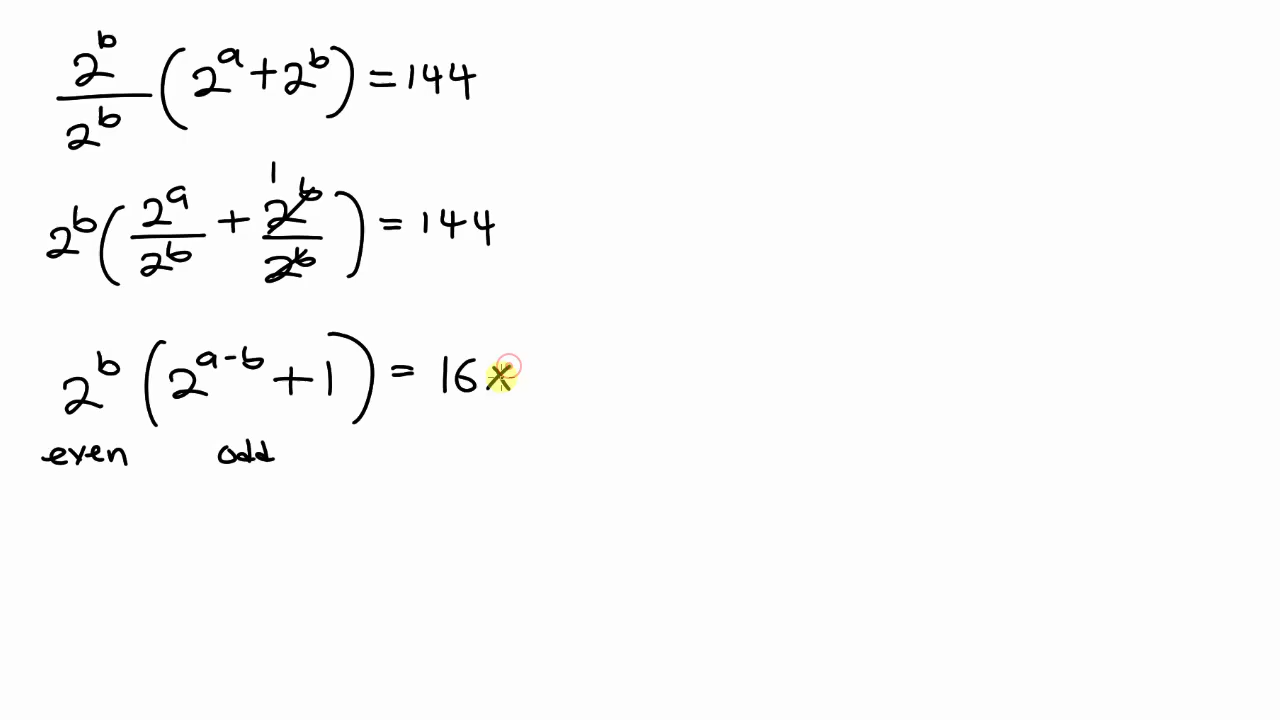 2^b/2^b (2^a + 2^b) = 144
2^b (2^a/2^b + 2^b/2^b 1) = 144
2^b (2^(a-b) + 1) = 16 ×
even odd